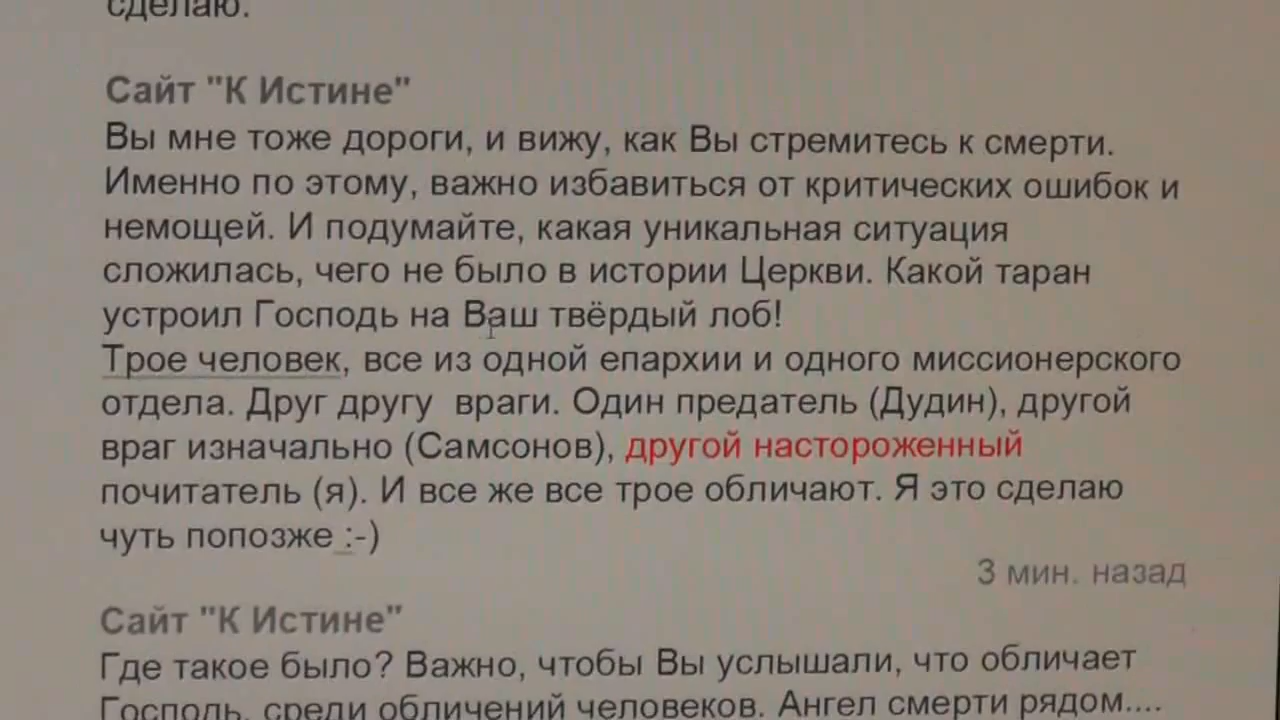 сделаю.
Сайт "К Истине"
Вы мне тоже дороги, и вижу, как Вы стремитесь к смерти.
Именно по этому, важно избавиться от критических ошибок и
немощей. И подумайте, какая уникальная ситуация
сложилась, чего не было в истории Церкви. Какой таран
устроил Господь на Ваш твёрдый лоб!
Трое человек, все из одной епархии и одного миссионерского
отдела. Друг другу  враги. Один предатель (Дудин), другой
враг изначально (Самсонов), другой настороженный
почитатель (я). И все же все трое обличают. Я это сделаю
чуть попозже :-)
3 мин. назад
Сайт "К Истине"
Где такое было? Важно, чтобы Вы услышали, что обличает
Господь, среди обличений человеков. Ангел смерти рядом....